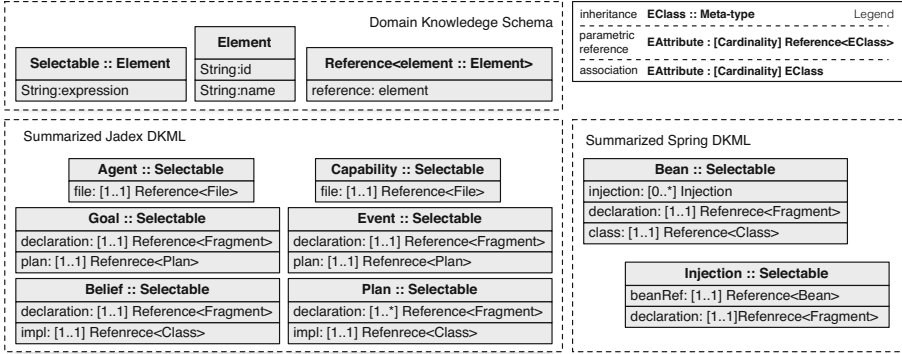 Domain Knowledege Schema
Selectable :: Element
String:expression
Element
String:id
String:name
Reference<element :: Element>
reference: element
inheritance EClass :: Meta-type Legend
parametric
reference EAttribute : [Cardinality] Reference<EClass>
association EAttribute : [Cardinality] EClass
Summarized Jadex DKML
Agent :: Selectable
file: [1..1] Reference<File>
Capability :: Selectable
file: [1..1] Reference<File>
Goal :: Selectable
declaration: [1..1] Reference<Fragment>
plan: [1..1] Refenrece<Plan>
Event :: Selectable
declaration: [1..1] Reference<Fragment>
plan: [1..1] Refenrece<Plan>
Belief :: Selectable
declaration: [1..1] Reference<Fragment>
impl: [1..1] Refenrece<Class>
Plan :: Selectable
declaration: [1..*] Reference<Fragment>
impl: [1..1] Refenrece<Class>
Summarized Spring DKML
Bean :: Selectable
injection: [0..*] Injection
declaration: [1..1] Refenrece<Fragment>
class: [1..1] Reference<Class>
Injection :: Selectable
beanRef: [1..1] Reference<Bean>
declaration: [1..1]Refenrece<Fragment>